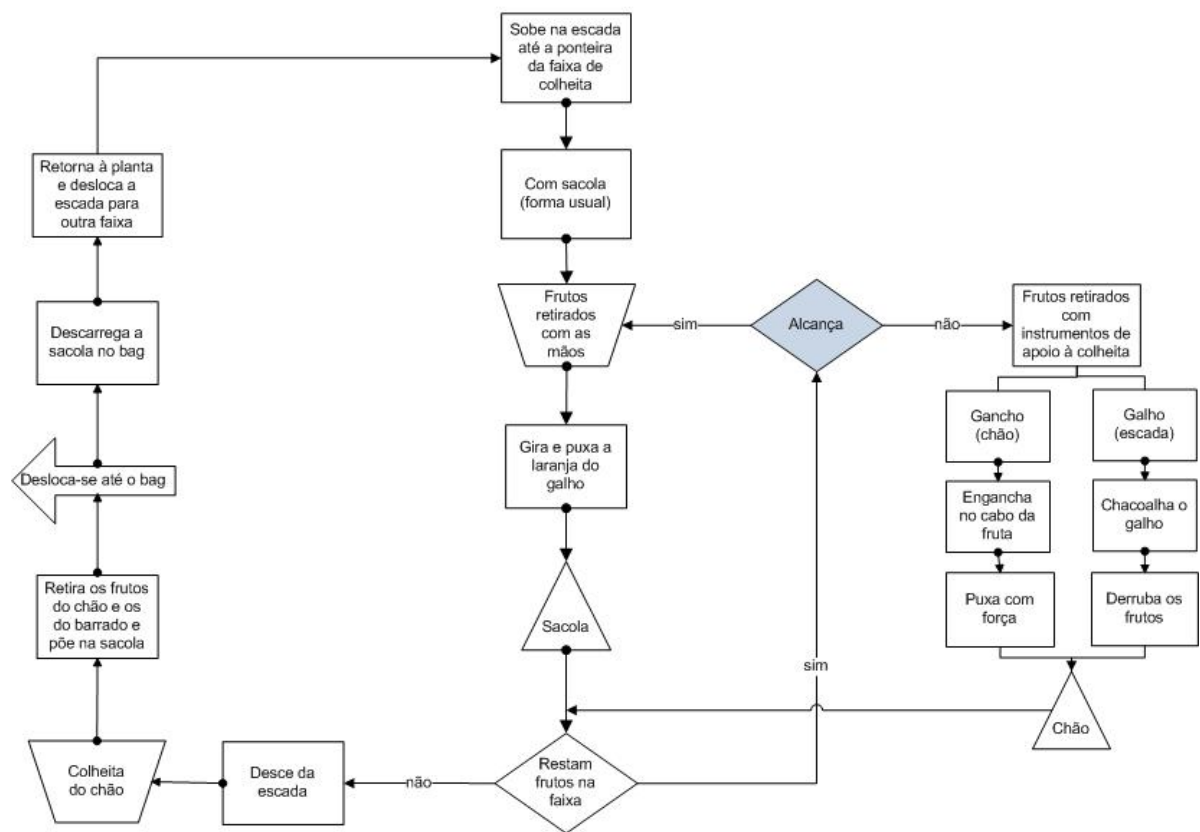 Sobe na escada
até a ponteira
da faixa de
colheita
Retorna à planta
e desloca a
escada para
outra faixa
Com sacola
(forma usual)
Descarrega a
sacola no bag
Frutos
retirados
com as
mãos
sim
Alcança
não
Frutos retirados
com
instrumentos de
apoio à colheita
Gancho
(chão)
Galho
(escada)
Gira e puxa a
laranja do
galho
Desloca-se até o bag
Engancha
no cabo da
fruta
Chacoalha o
galho
Retira os frutos
do chão e os
do barrado e
põe na sacola
Sacola
Puxa com
força
Derruba os
frutos
sim
Chão
Colheita
do chão
Desce da
escada
não
Restam
frutos na
faixa